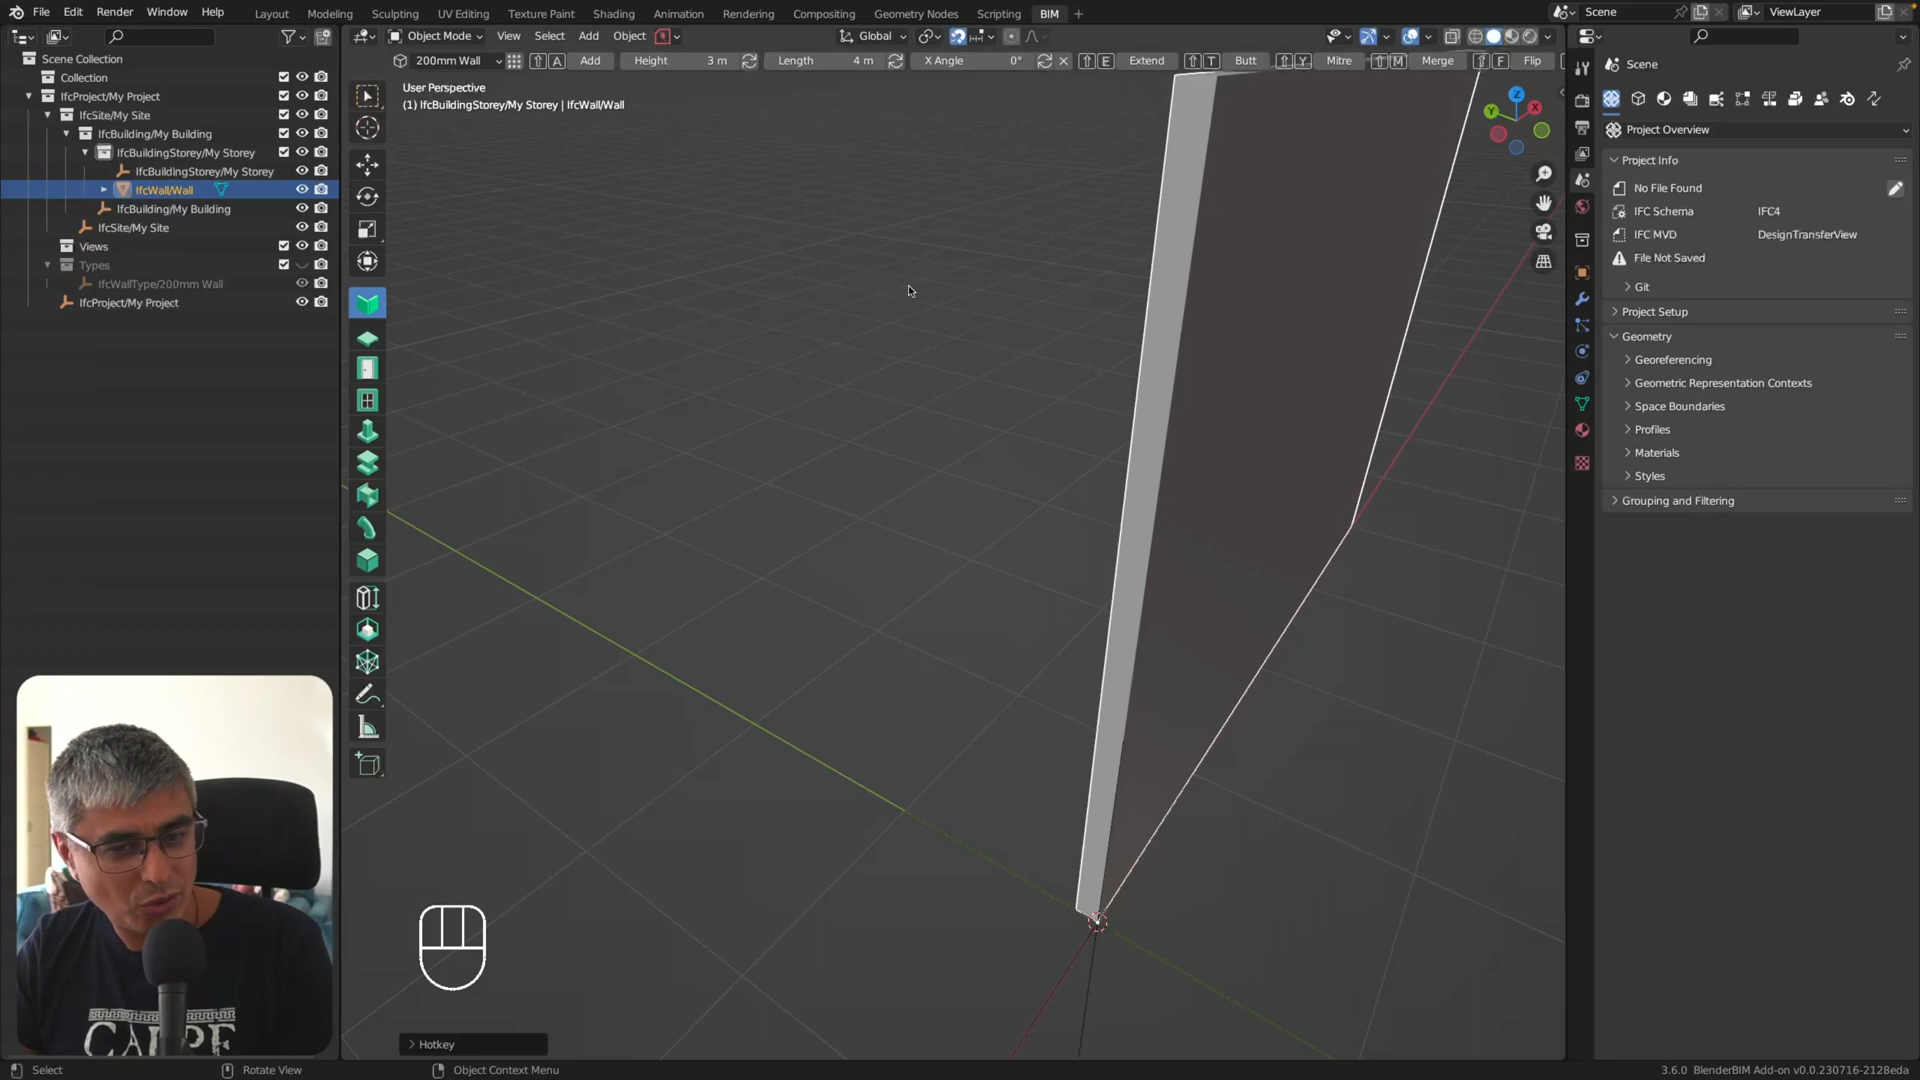 File Edit Render Window Help
Layout Modeling Sculpting UV Editing Texture Paint Shading Animation Rendering Compositing Geometry Nodes Scripting BIM +
Scene
ViewLayer
Object Mode View Select Add Object
Global
200mm Wall
A Add
Height 3 m
Length 4 m
X Angle 0°
E Extend
T Butt
Y Mitre
M Merge
F Flip
Scene Collection
Collection
IfcProject/My Project
IfcSite/My Site
IfcBuilding/My Building
IfcBuildingStorey/My Storey
IfcBuildingStorey/My Storey
IfcWall/Wall
IfcBuilding/My Building
IfcSite/My Site
Views
Types
IfcWallType/200mm Wall
IfcProject/My Project
User Perspective
(1) IfcBuildingStorey/My Storey | IfcWall/Wall
Z
Y
X
Scene
Project Overview
Project Info
No File Found
IFC Schema IFC4
IFC MVD DesignTransferView
File Not Saved
Git
Project Setup
Geometry
Georeferencing
Geometric Representation Contexts
Space Boundaries
Profiles
Materials
Styles
Grouping and Filtering
Hotkey
Select
Rotate View
Object Context Menu
3.6.0 BlenderBIM Add-on v0.0.230716-2128eda